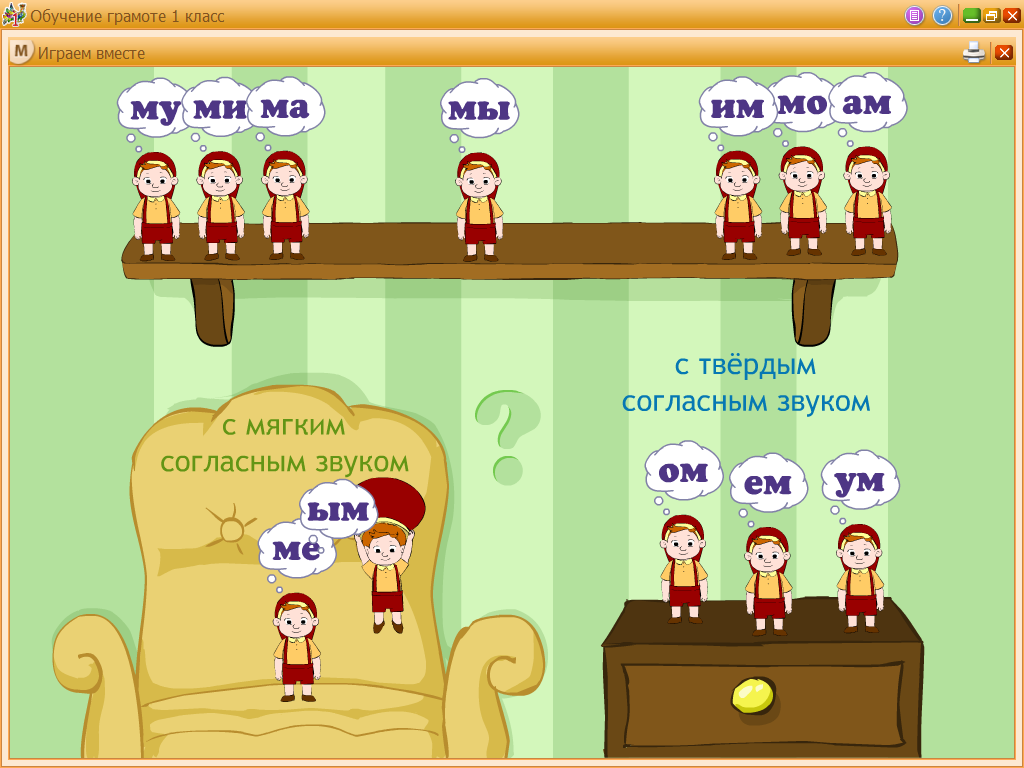 Обучение грамоте 1 класс
М Играем вместе
му ми ма мы им мо ам
с твёрдым
согласным звуком
с мягким
согласным звуком
?
ом ем ум
ым
ме